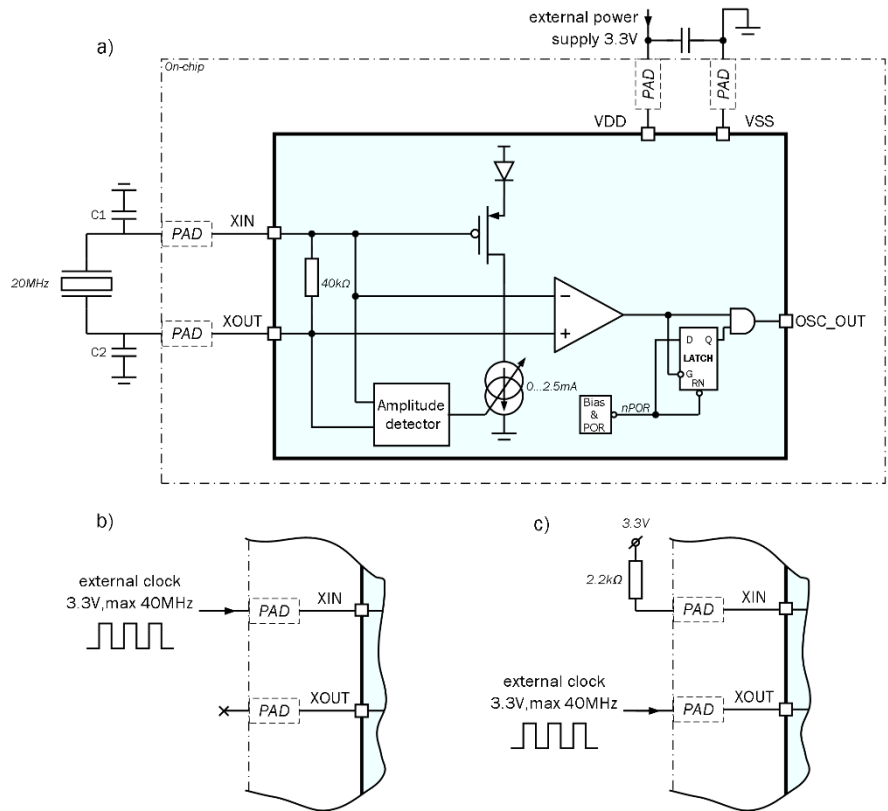 external power
supply 3.3V
a)
On-chip
PAD
PAD
VDD
VSS
C1
PAD
XIN
20MHz
40kΩ
PAD
XOUT
C2
−
+
D Q
LATCH
G
RN
OSC_OUT
0...2.5mA
Amplitude
detector
Bias
&
POR
nPOR
b)
external clock
3.3V,max 40MHz
PAD
XIN
PAD
XOUT
c)
3.3V
2.2kΩ
PAD
XIN
external clock
3.3V,max 40MHz
PAD
XOUT